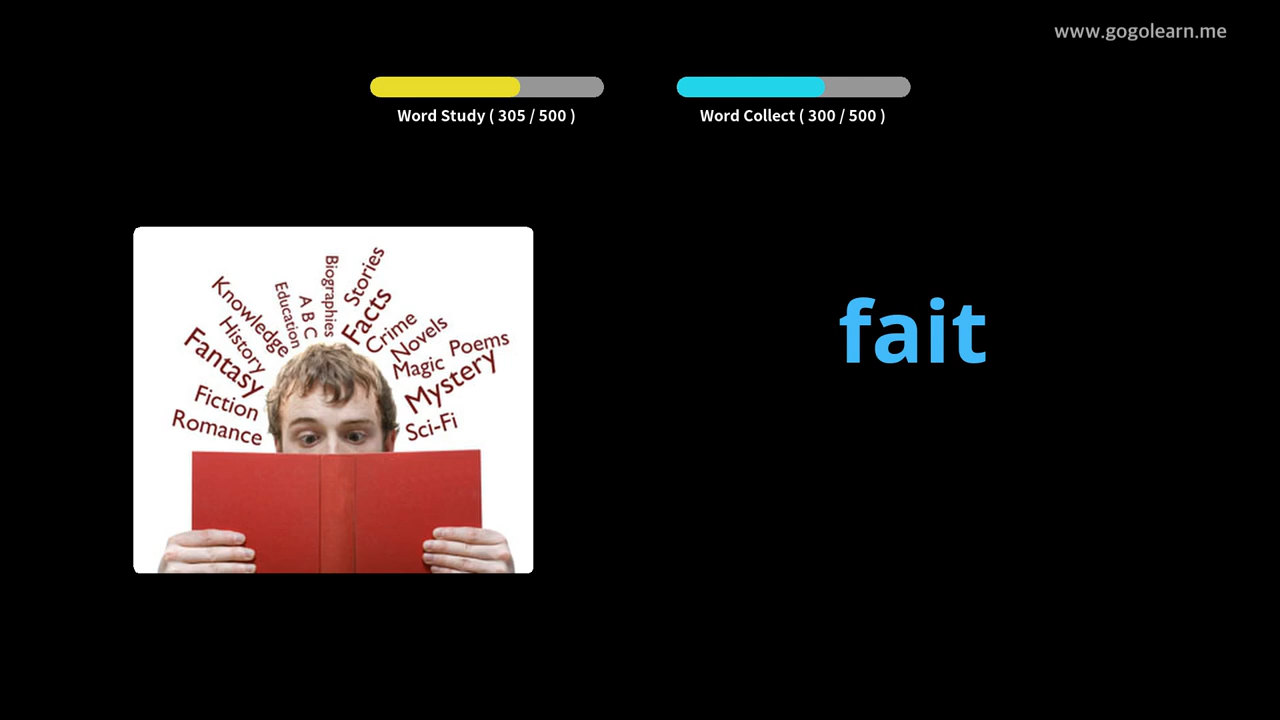 www.gogolearn.me
Word Study ( 305 / 500 )
Word Collect ( 300 / 500 )
fait
Romance
Fiction
Fantasy
History
Knowledge
Education
A B C
Biographies
Stories
Facts
Crime
Novels
Magic
Poems
Mystery
Sci-Fi